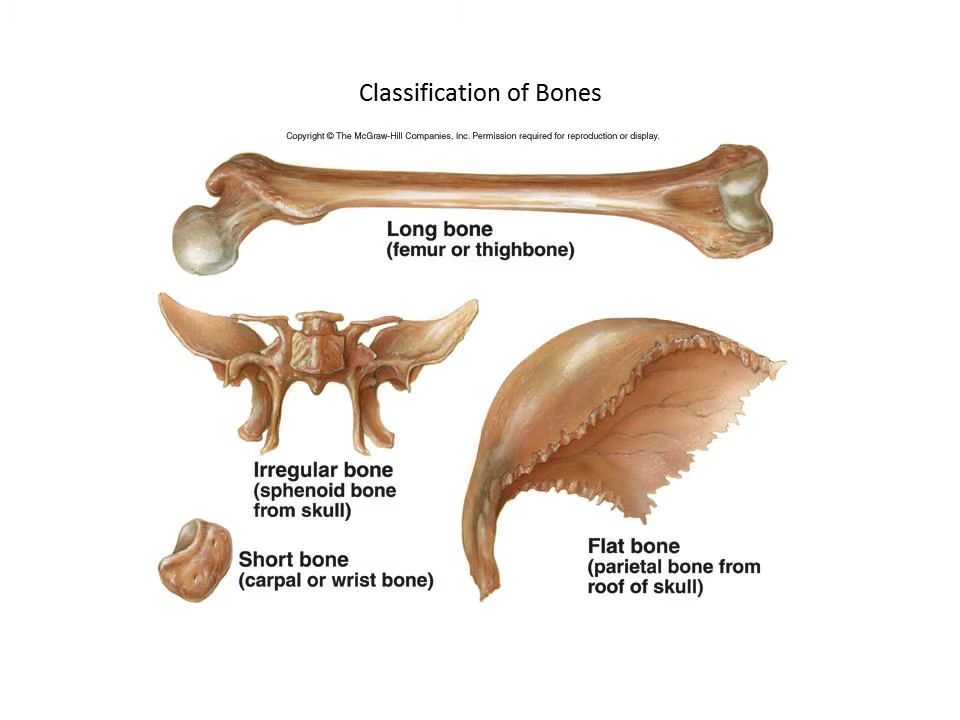 Classification of Bones
Copyright © The McGraw-Hill Companies, Inc. Permission required for reproduction or display.
Long bone
(femur or thighbone)
Irregular bone
(sphenoid bone
from skull)
Short bone
(carpal or wrist bone)
Flat bone
(parietal bone from
roof of skull)